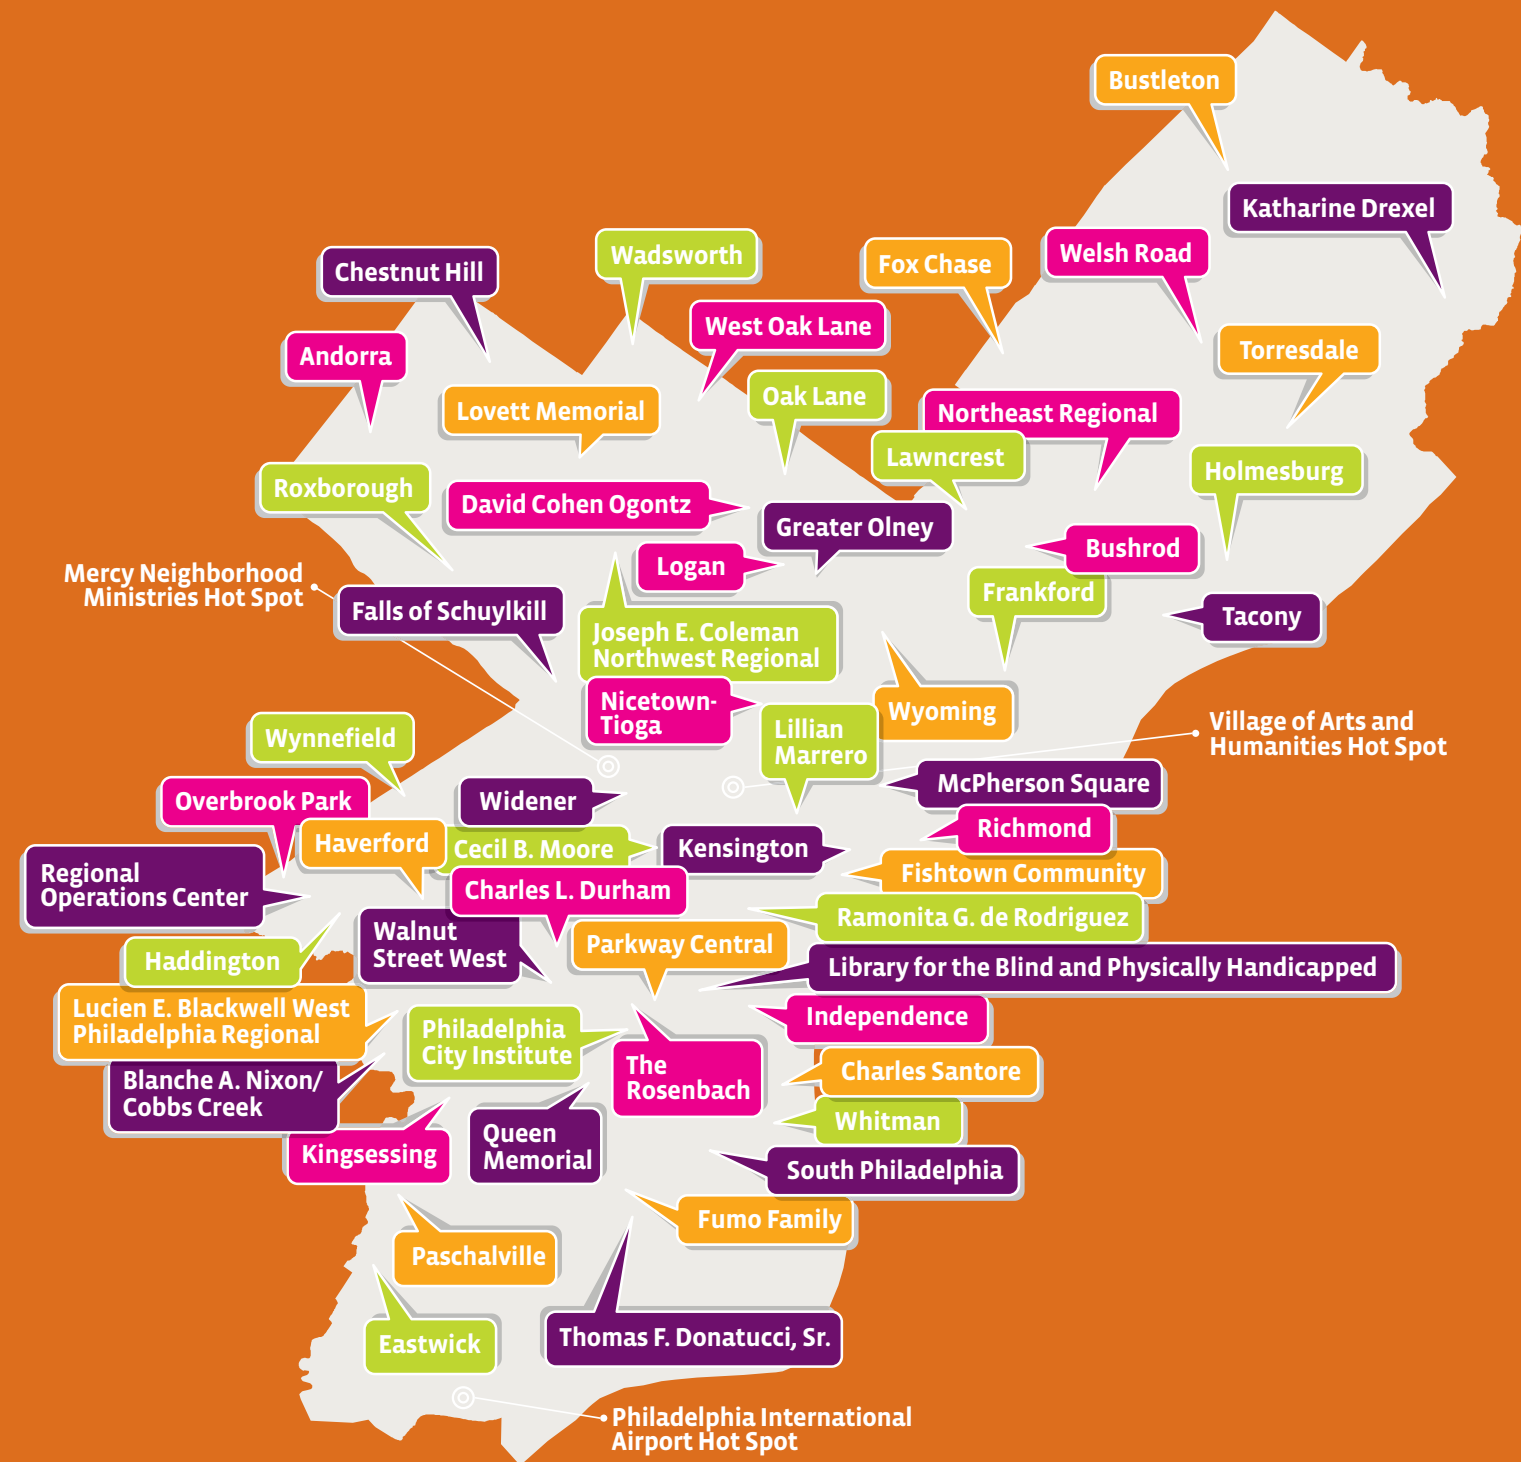 Bustleton
Katharine Drexel
Wadsworth
Welsh Road
Fox Chase
Chestnut Hill
West Oak Lane
Torresdale
Andorra
Oak Lane
Lovett Memorial
Northeast Regional
Lawncrest
Holmesburg
Roxborough
David Cohen Ogontz
Greater Olney
Bushrod
Logan
Mercy Neighborhood
Ministries Hot Spot
Frankford
Falls of Schuylkill
Tacony
Joseph E. Coleman
Northwest Regional
Nicetown-
Tioga
Wyoming
Village of Arts and
Humanities Hot Spot
Lillian
Marrero
Wynnefield
McPherson Square
Overbrook Park
Widener
Richmond
Haverford
Cecil B. Moore
Kensington
Fishtown Community
Regional
Operations Center
Charles L. Durham
Ramonita G. de Rodriguez
Walnut
Street West
Parkway Central
Haddington
Library for the Blind and Physically Handicapped
Lucien E. Blackwell West
Philadelphia Regional
Independence
Philadelphia
City Institute
The
Rosenbach
Charles Santore
Blanche A. Nixon/
Cobbs Creek
Whitman
Kingsessing
Queen
Memorial
South Philadelphia
Fumo Family
Paschalville
Eastwick
Thomas F. Donatucci, Sr.
Philadelphia International
Airport Hot Spot